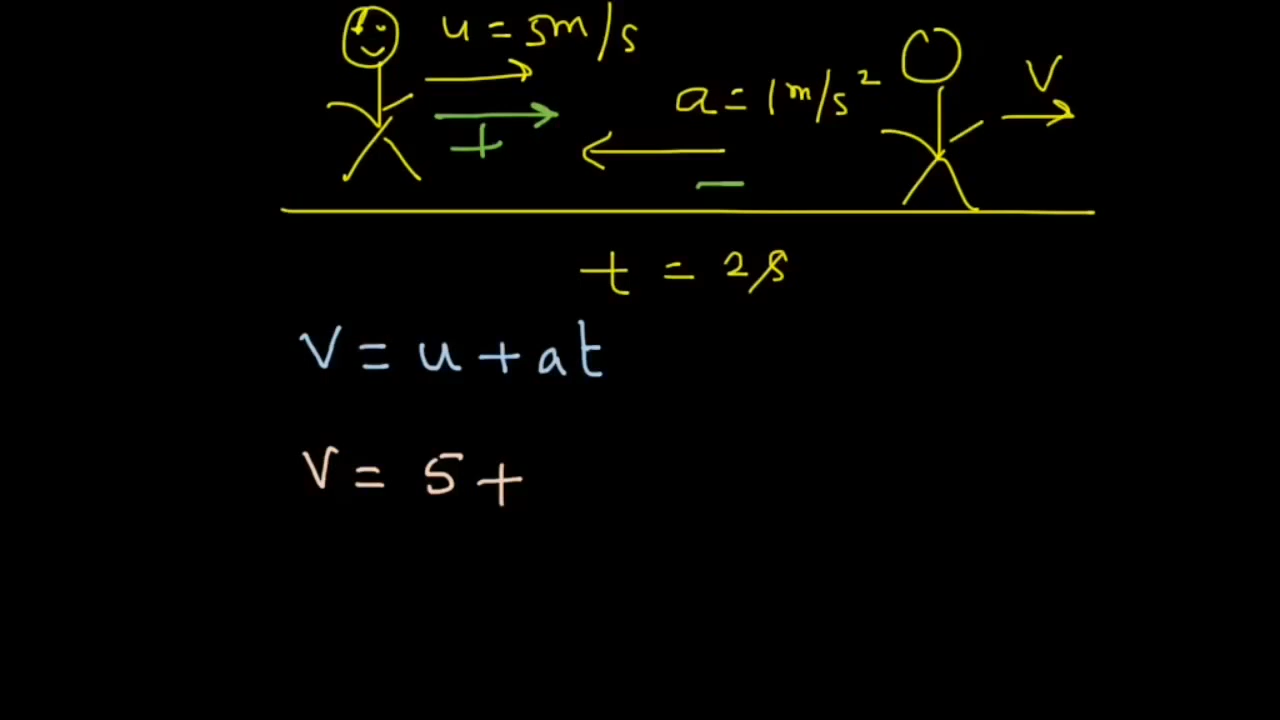 u = 5m/s
a = 1m/s² V
+
−
t = 2s
V = u + at
V = 5 +